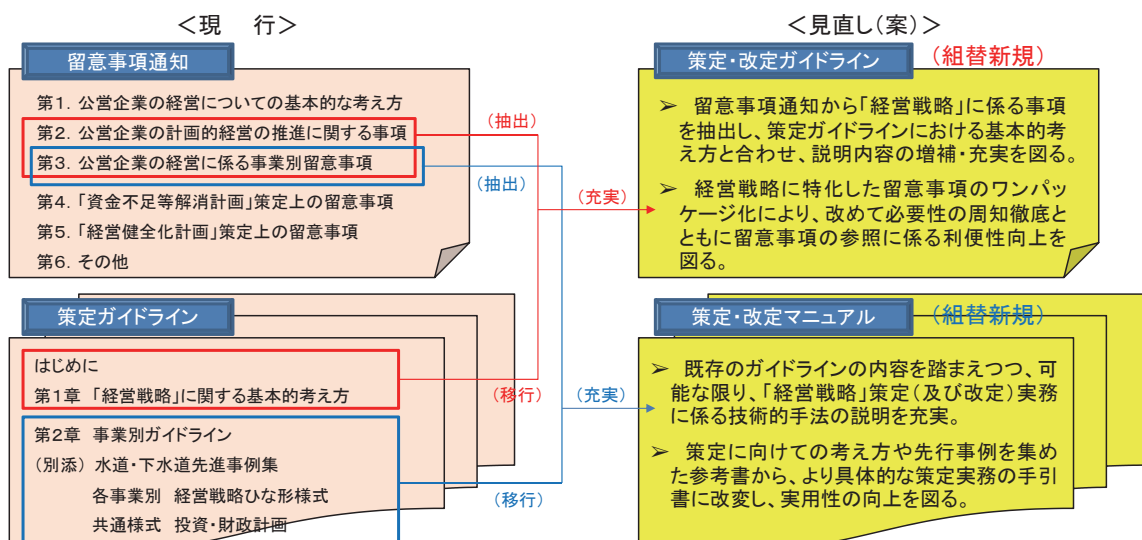 ＜現　行＞
留意事項通知
第1. 公営企業の経営についての基本的な考え方
第2. 公営企業の計画的経営の推進に関する事項
第3. 公営企業の経営に係る事業別留意事項
第4. 「資金不足等解消計画」策定上の留意事項
第5. 「経営健全化計画」策定上の留意事項
第6. その他
（抽出）
（抽出）
策定ガイドライン
はじめに
第1章 「経営戦略」に関する基本的考え方
第2章 事業別ガイドライン
（別添） 水道・下水道先進事例集
各事業別 経営戦略ひな形様式
共通様式 投資・財政計画
（移行）
（移行）
（充実）
（充実）
＜見直し（案）＞
策定・改定ガイドライン
（組替新規）
➢ 留意事項通知から「経営戦略」に係る事項
を抽出し、策定ガイドラインにおける基本的考
え方と合わせ、説明内容の増補・充実を図る。
➢ 経営戦略に特化した留意事項のワンパッ
ケージ化により、改めて必要性の周知徹底と
ともに留意事項の参照に係る利便性向上を
図る。
策定・改定マニュアル
（組替新規）
➢ 既存のガイドラインの内容を踏まえつつ、可
能な限り、「経営戦略」策定（及び改定）実務
に係る技術的手法の説明を充実。
➢ 策定に向けての考え方や先行事例を集め
た参考書から、より具体的な策定実務の手引
書に改変し、実用性の向上を図る。